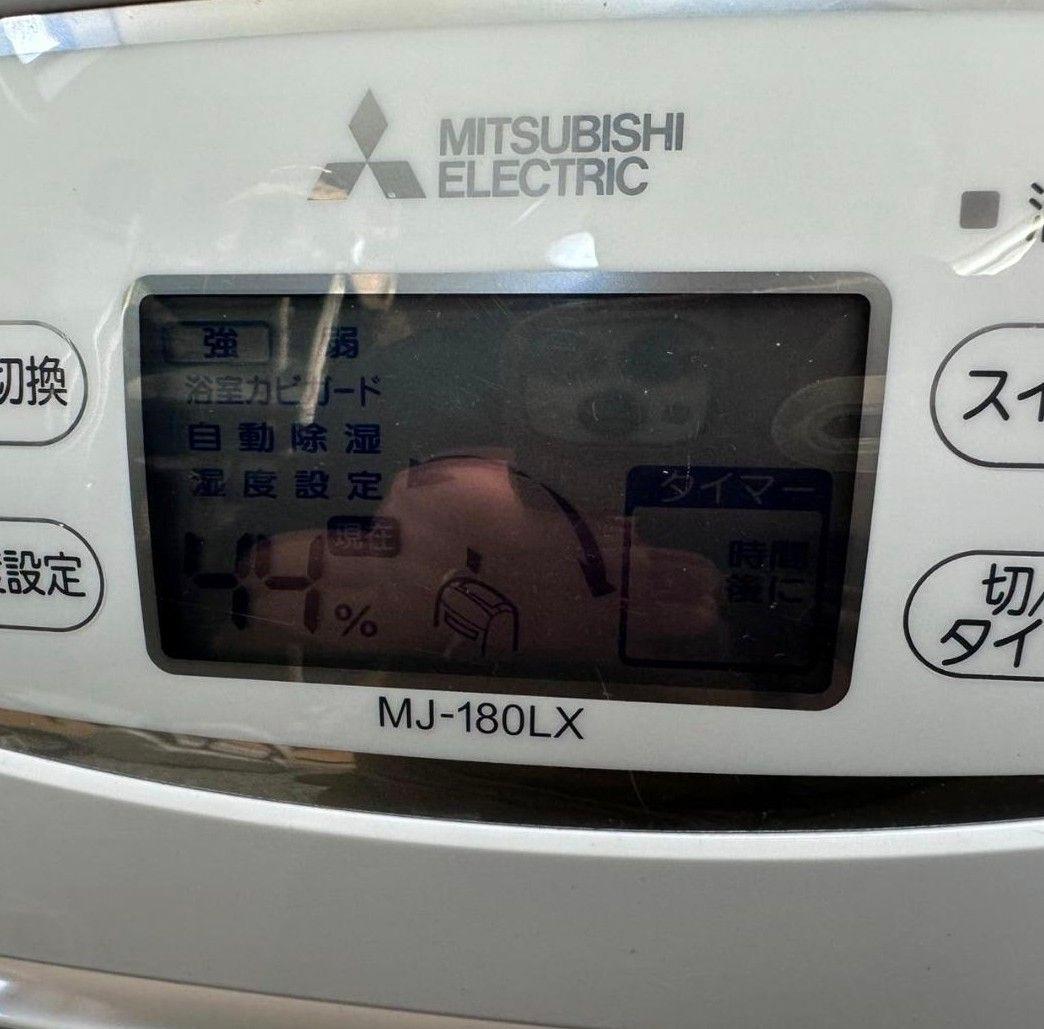 MITSUBISHI
ELECTRIC
強 弱
浴室カビガード
自動除湿
湿度設定
現在
44%
タイマー
時間
後に
切換
設定
スイ
切/
タイ
MJ-180LX